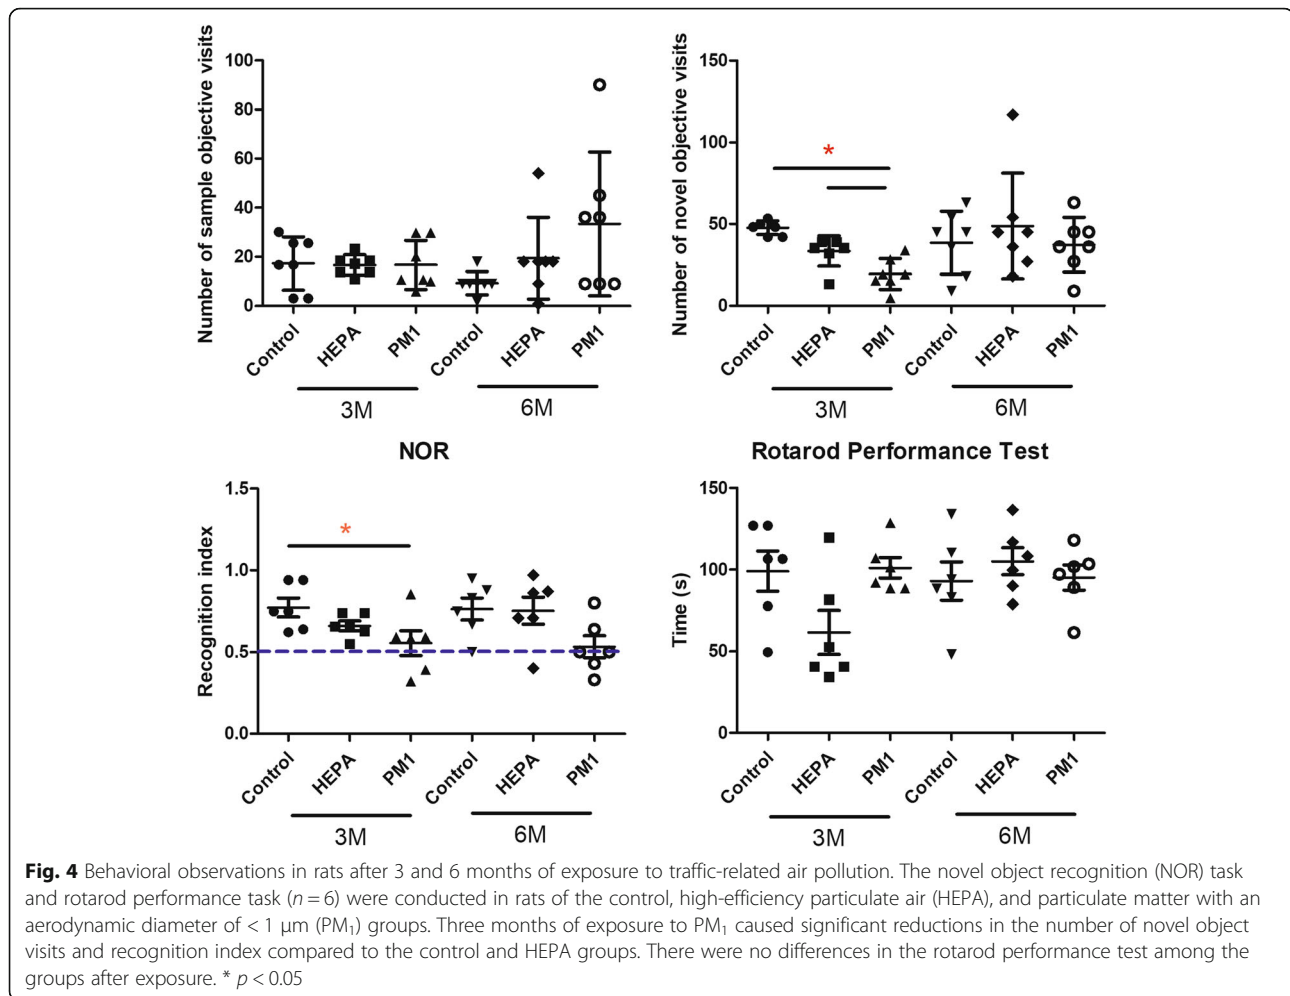 Number of sample objective visits
100
80
60
40
20
0
Control
HEPA
PM1
Control
HEPA
PM1
3M
6M
Number of novel objective visits
150
100
50
0
*
Control
HEPA
PM1
Control
HEPA
PM1
3M
6M
NOR
Recognition index
1.5
1.0
0.5
0.0
*
Control
HEPA
PM1
Control
HEPA
PM1
3M
6M
Rotarod Performance Test
Time (s)
150
100
50
0
Control
HEPA
PM1
Control
HEPA
PM1
3M
6M
Fig. 4 Behavioral observations in rats after 3 and 6 months of exposure to traffic-related air pollution. The novel object recognition (NOR) task
and rotarod performance task (n = 6) were conducted in rats of the control, high-efficiency particulate air (HEPA), and particulate matter with an
aerodynamic diameter of < 1 μm (PM₁) groups. Three months of exposure to PM₁ caused significant reductions in the number of novel object
visits and recognition index compared to the control and HEPA groups. There were no differences in the rotarod performance test among the
groups after exposure. * p < 0.05